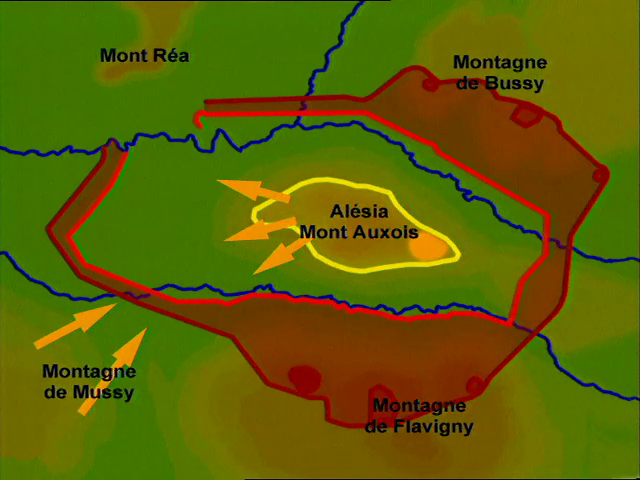 Mont Réa
Montagne
de Bussy
Alésia
Mont Auxois
Montagne
de Mussy
Montagne
de Flavigny